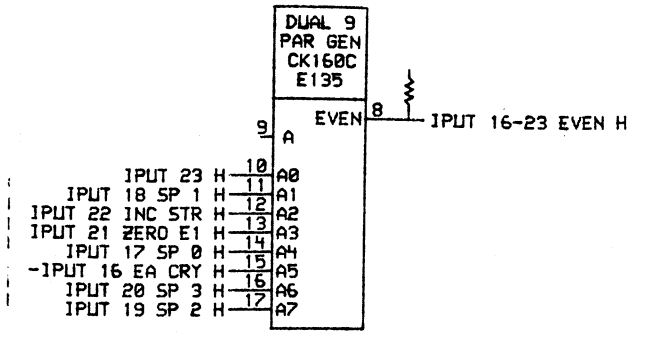 DUAL 9
PAR GEN
CK160C
E135
EVEN 8 IPUT 16-23 EVEN H
9 A
IPUT 23 H 10 A0
IPUT 18 SP 1 H 11 A1
IPUT 22 INC STR H 12 A2
IPUT 21 ZERO E1 H 13 A3
IPUT 17 SP 0 H 14 A4
-IPUT 16 EA CRY H 15 A5
IPUT 20 SP 3 H 16 A6
IPUT 19 SP 2 H 17 A7